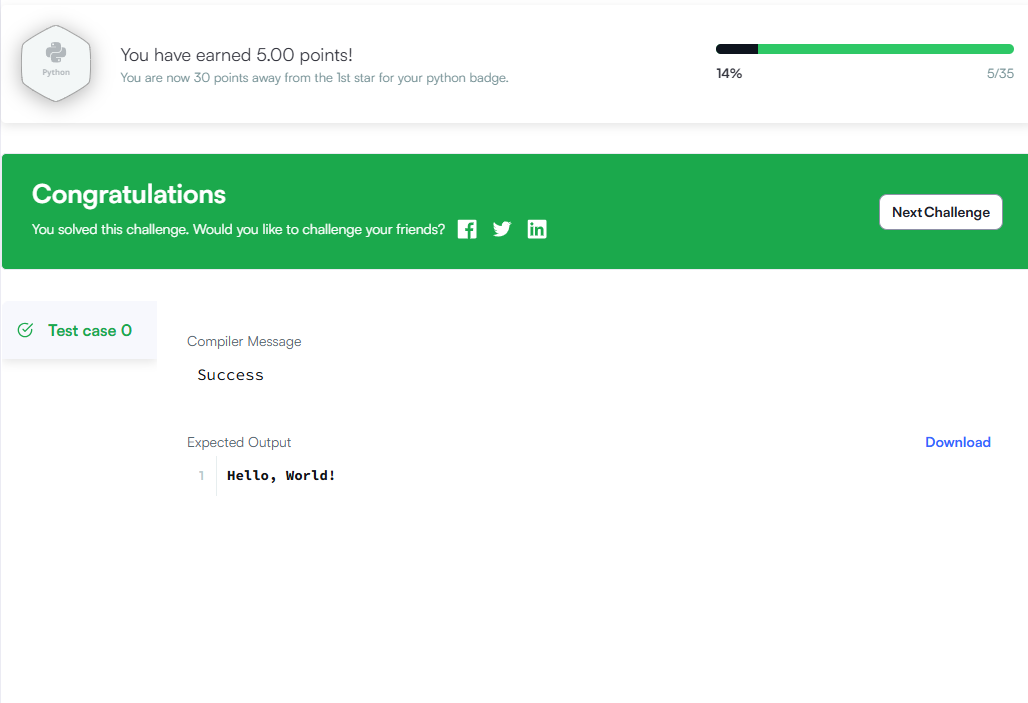 Python
You have earned 5.00 points!
You are now 30 points away from the 1st star for your python badge.
14%
5/35
Congratulations
You solved this challenge. Would you like to challenge your friends?
Next Challenge
Test case 0
Compiler Message
Success
Expected Output
Download
1
Hello, World!